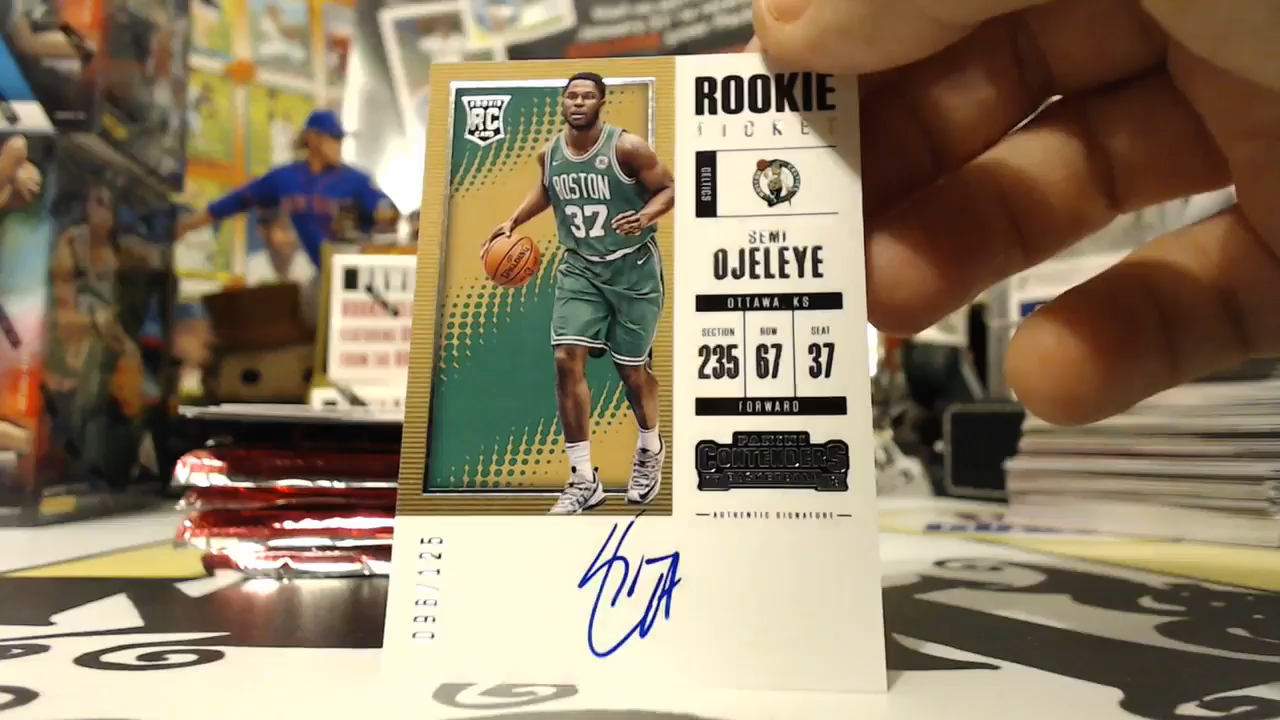 ROOKIE
TICKET
ROOKIE
RC
CARD
CELTICS
BOSTON
37
SPALDING
SEMI
OJELEYE
OTTAWA, KS
SECTION ROW SEAT
235 67 37
FORWARD
PANINI
CONTENDERS
BASKETBALL
AUTHENTIC SIGNATURE
096/125